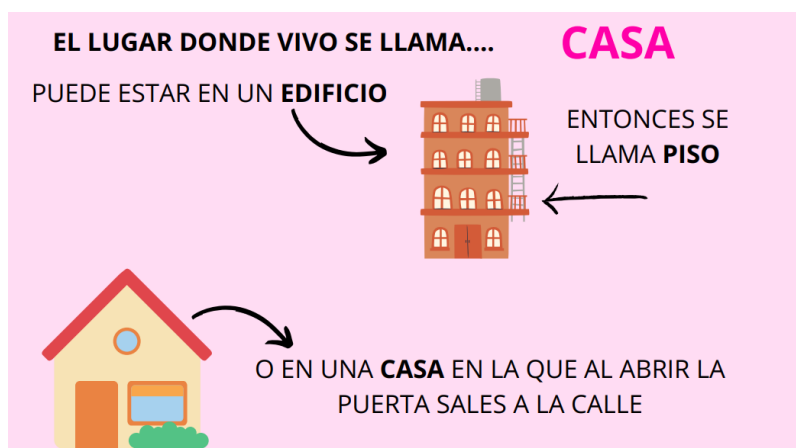 EL LUGAR DONDE VIVO SE LLAMA.... CASA
PUEDE ESTAR EN UN EDIFICIO
ENTONCES SE
LLAMA PISO
O EN UNA CASA EN LA QUE AL ABRIR LA
PUERTA SALES A LA CALLE